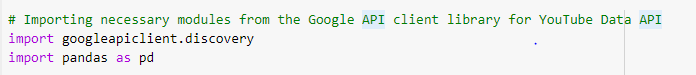 # Importing necessary modules from the Google API client library for YouTube Data API
import googleapiclient.discovery
import pandas as pd